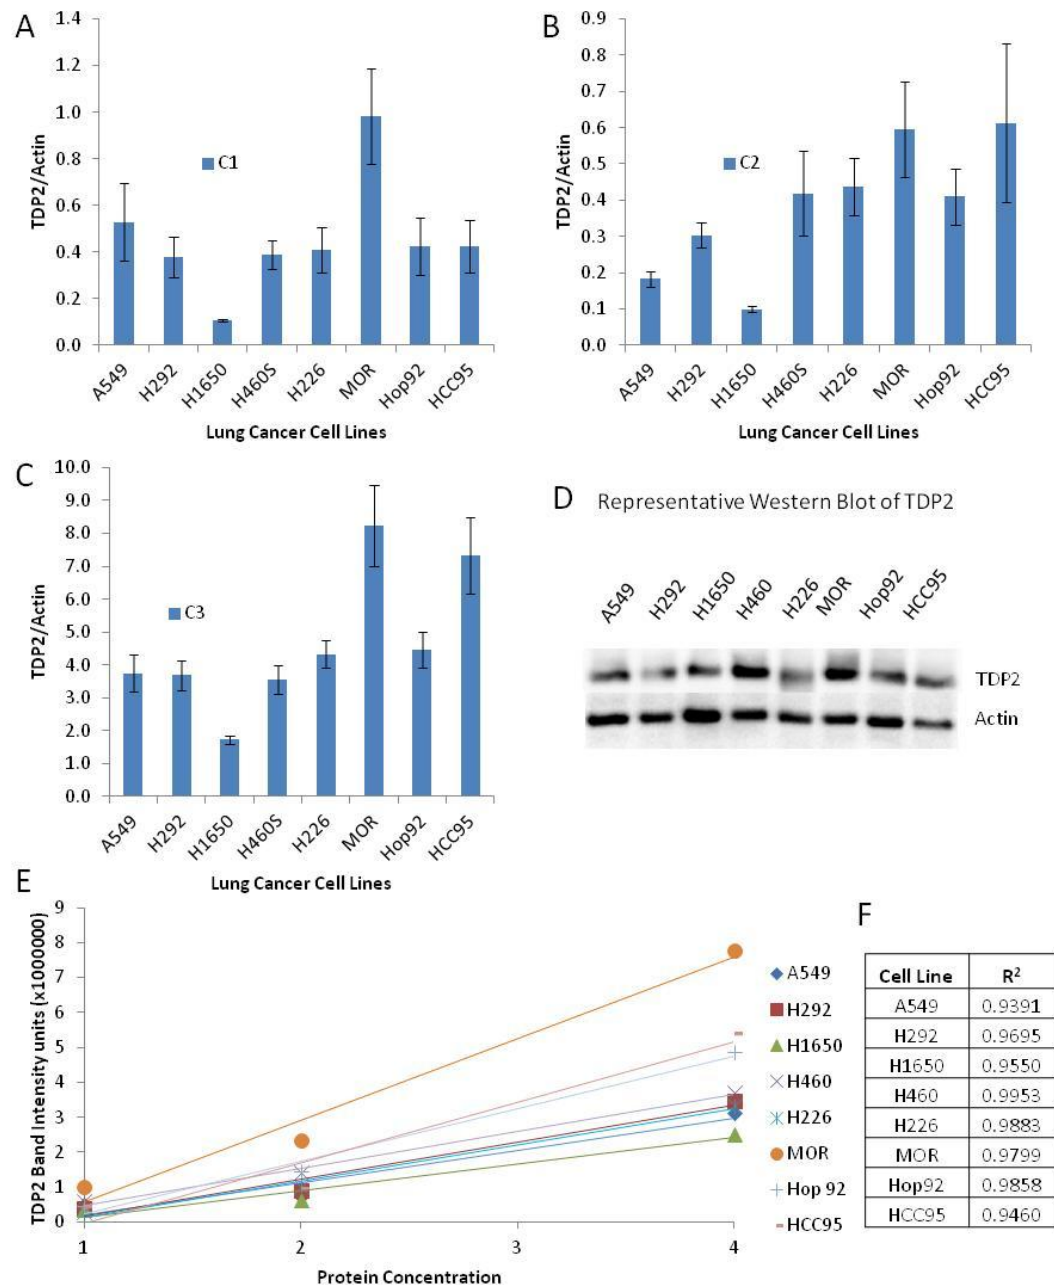 A
1.4
1.2
1.0
0.8
0.6
0.4
0.2
0.0
TDP2/Actin
C1
A549 H292 H1650 H460S H226 MOR Hop92 HCC95
Lung Cancer Cell Lines
B
0.9
0.8
0.7
0.6
0.5
0.4
0.3
0.2
0.1
0.0
TDP2/Actin
C2
A549 H292 H1650 H460S H226 MOR Hop92 HCC95
Lung Cancer Cell Lines
C
10.0
9.0
8.0
7.0
6.0
5.0
4.0
3.0
2.0
1.0
0.0
TDP2/Actin
C3
A549 H292 H1650 H460S H226 MOR Hop92 HCC95
Lung Cancer Cell Lines
D Representative Western Blot of TDP2
A549 H292 H1650 H460 H226 MOR Hop92 HCC95
TDP2
Actin
E
9
8
7
6
5
4
3
2
1
0
TDP2 Band Intensity units (x1000000)
1 2 3 4
Protein Concentration
A549
H292
H1650
H460
H226
MOR
Hop 92
HCC95
F
Cell Line R²
A549 0.9391
H292 0.9695
H1650 0.9550
H460 0.9953
H226 0.9883
MOR 0.9799
Hop92 0.9858
HCC95 0.9460